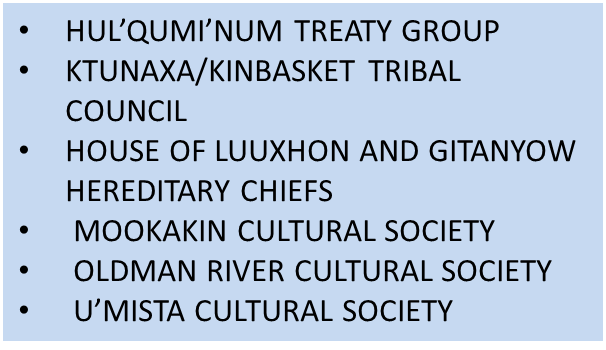 • HUL’QUMI’NUM TREATY GROUP
• KTUNAXA/KINBASKET TRIBAL
COUNCIL
• HOUSE OF LUUXHON AND GITANYOW
HEREDITARY CHIEFS
• MOOKAKIN CULTURAL SOCIETY
• OLDMAN RIVER CULTURAL SOCIETY
• U’MISTA CULTURAL SOCIETY